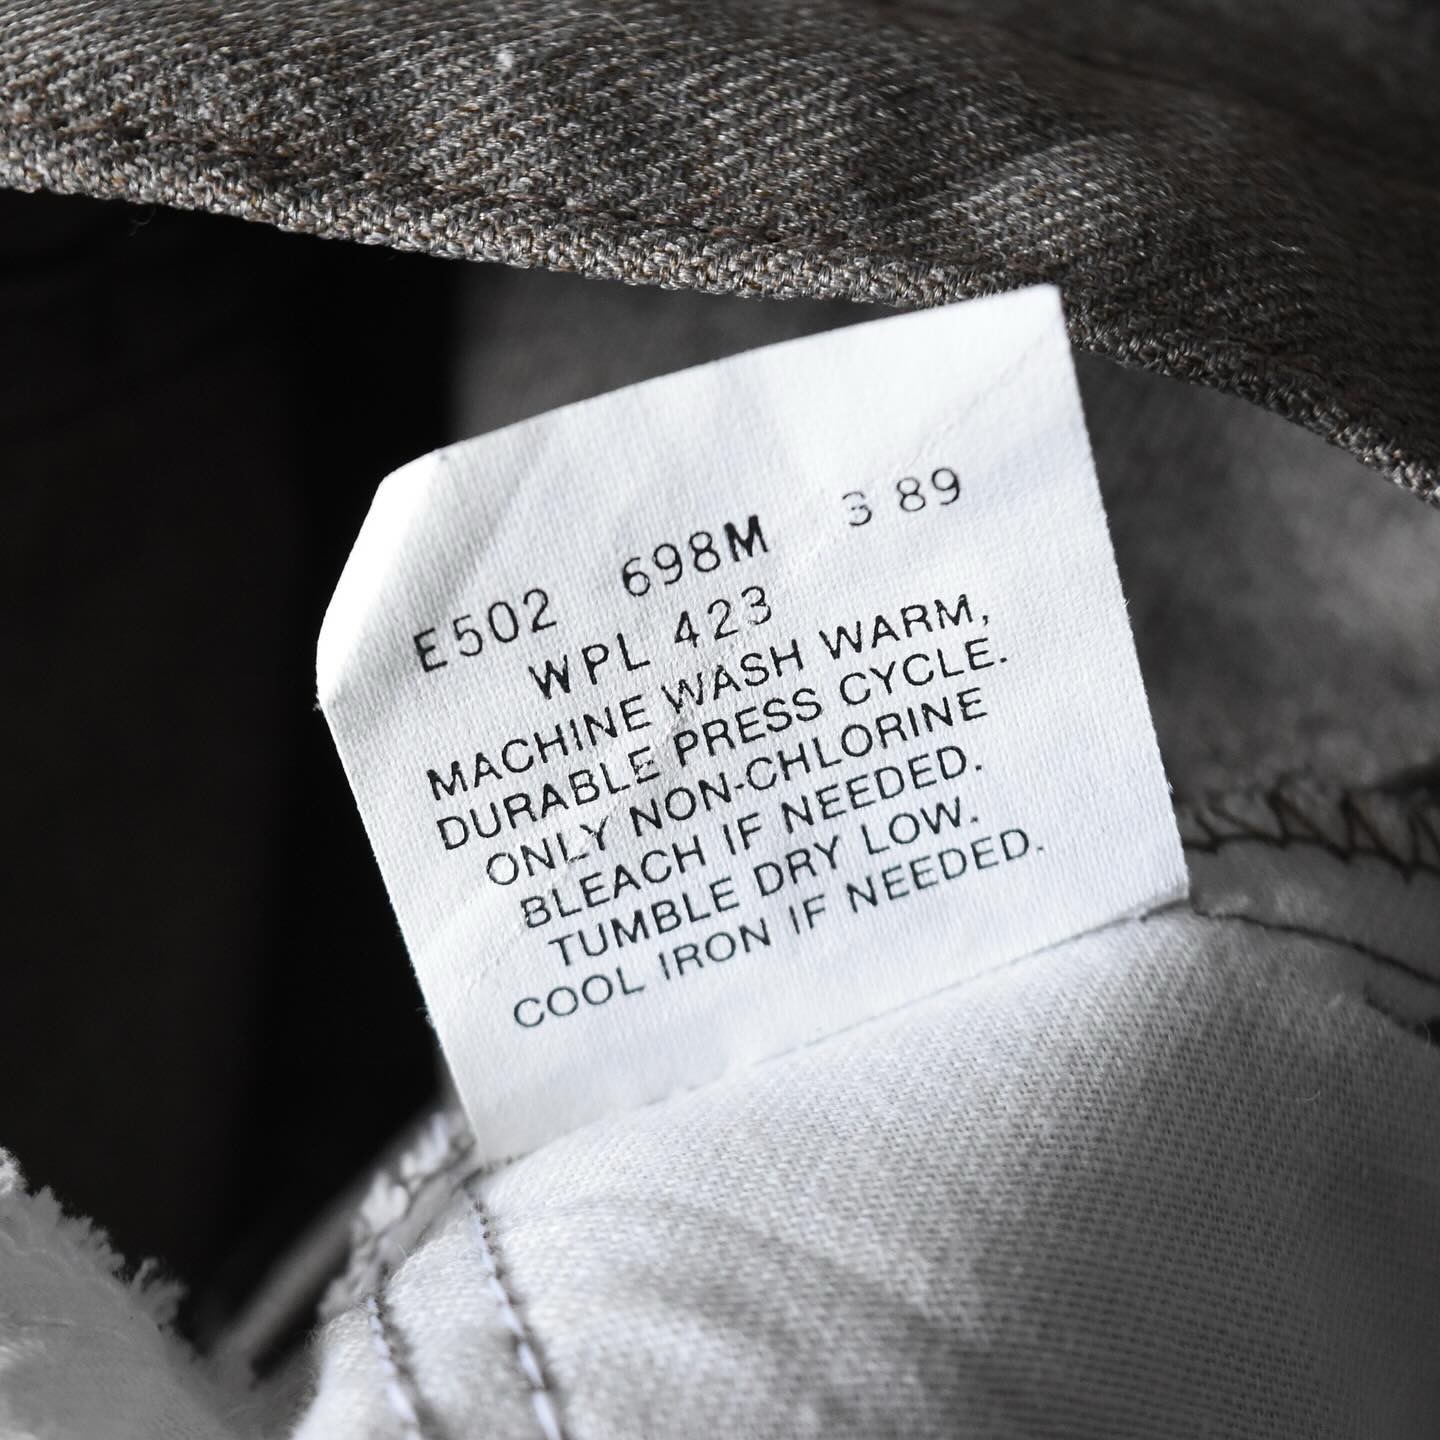 E502 698M 3 89
WPL 423
MACHINE WASH WARM,
DURABLE PRESS CYCLE.
ONLY NON-CHLORINE
BLEACH IF NEEDED.
TUMBLE DRY LOW.
COOL IRON IF NEEDED.